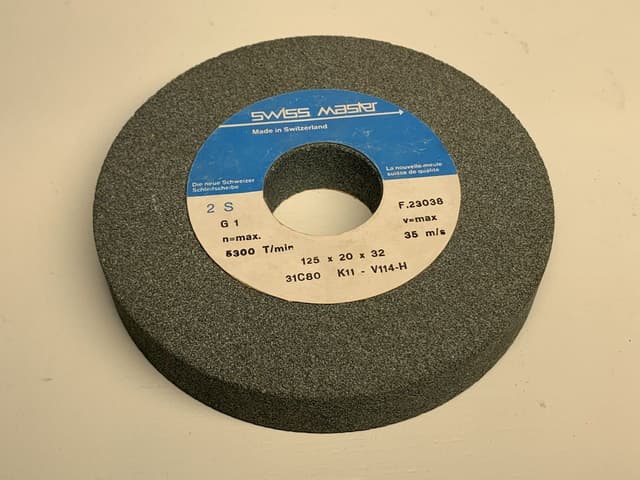 swiss master
Made in Switzerland
Die neue Schweizer
Schleifscheibe
La nouvelle meule
suisse de qualité
2 S
G 1
n=max.
5300 T/min
F.23038
v=max
35 m/s
125 x 20 x 32
31C80 K11 - V114-H